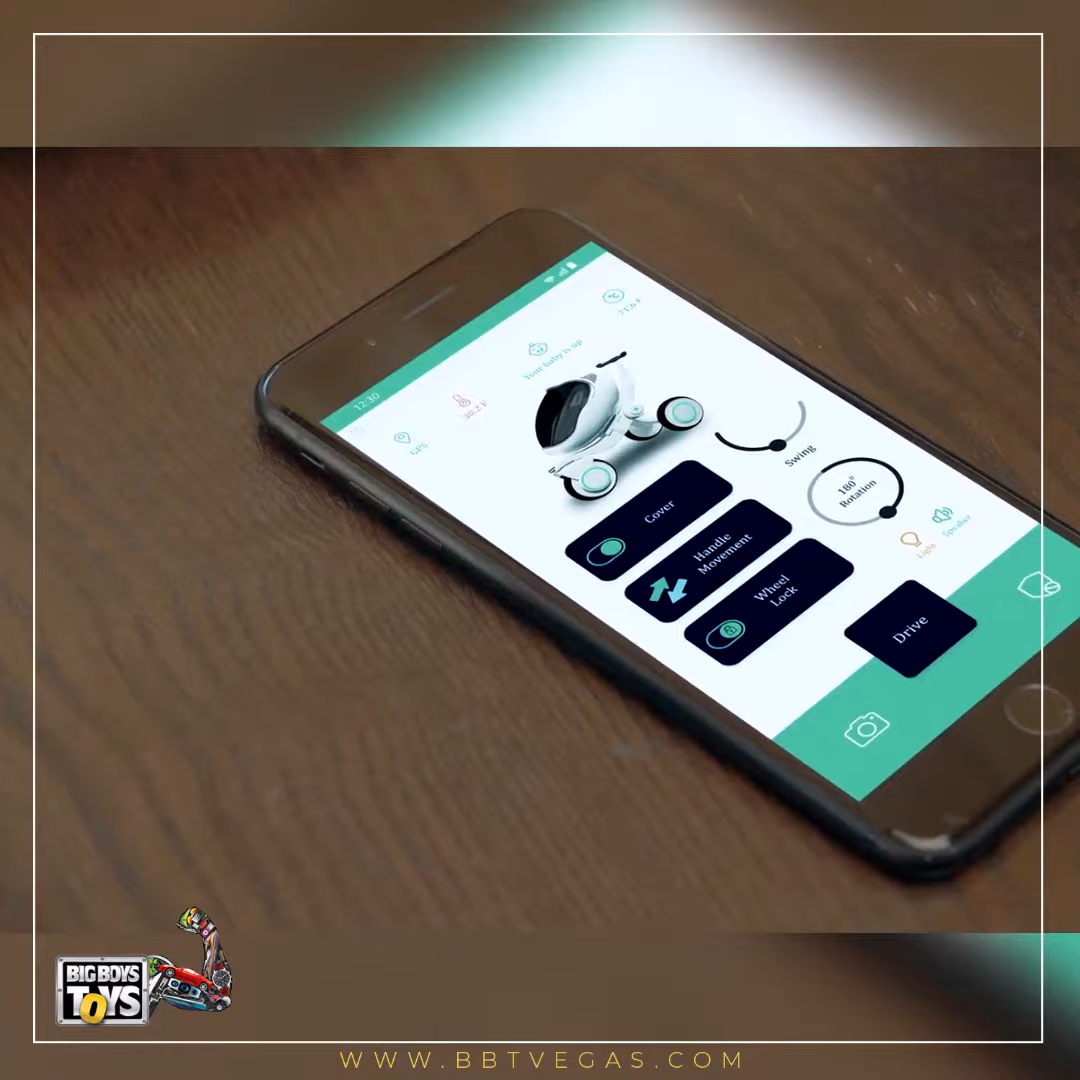 12:30
GPS
Your baby is up
Swing
180°
Rotation
Cover
Handle
Movement
Wheel
Lock
Light
Speaker
Drive
BIG BOYS
TOYS
WWW.BBTVEGAS.COM